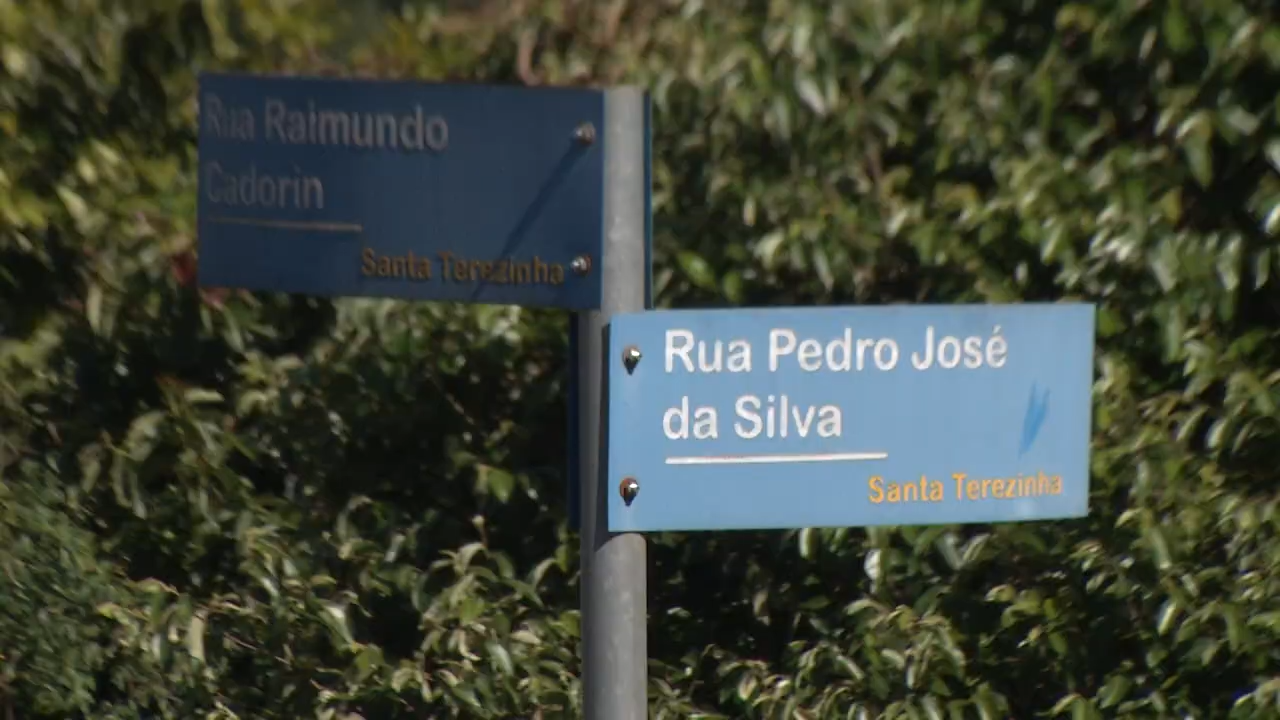 Rua Raimundo
Cadorin
Santa Terezinha
Rua Pedro José
da Silva
Santa Terezinha